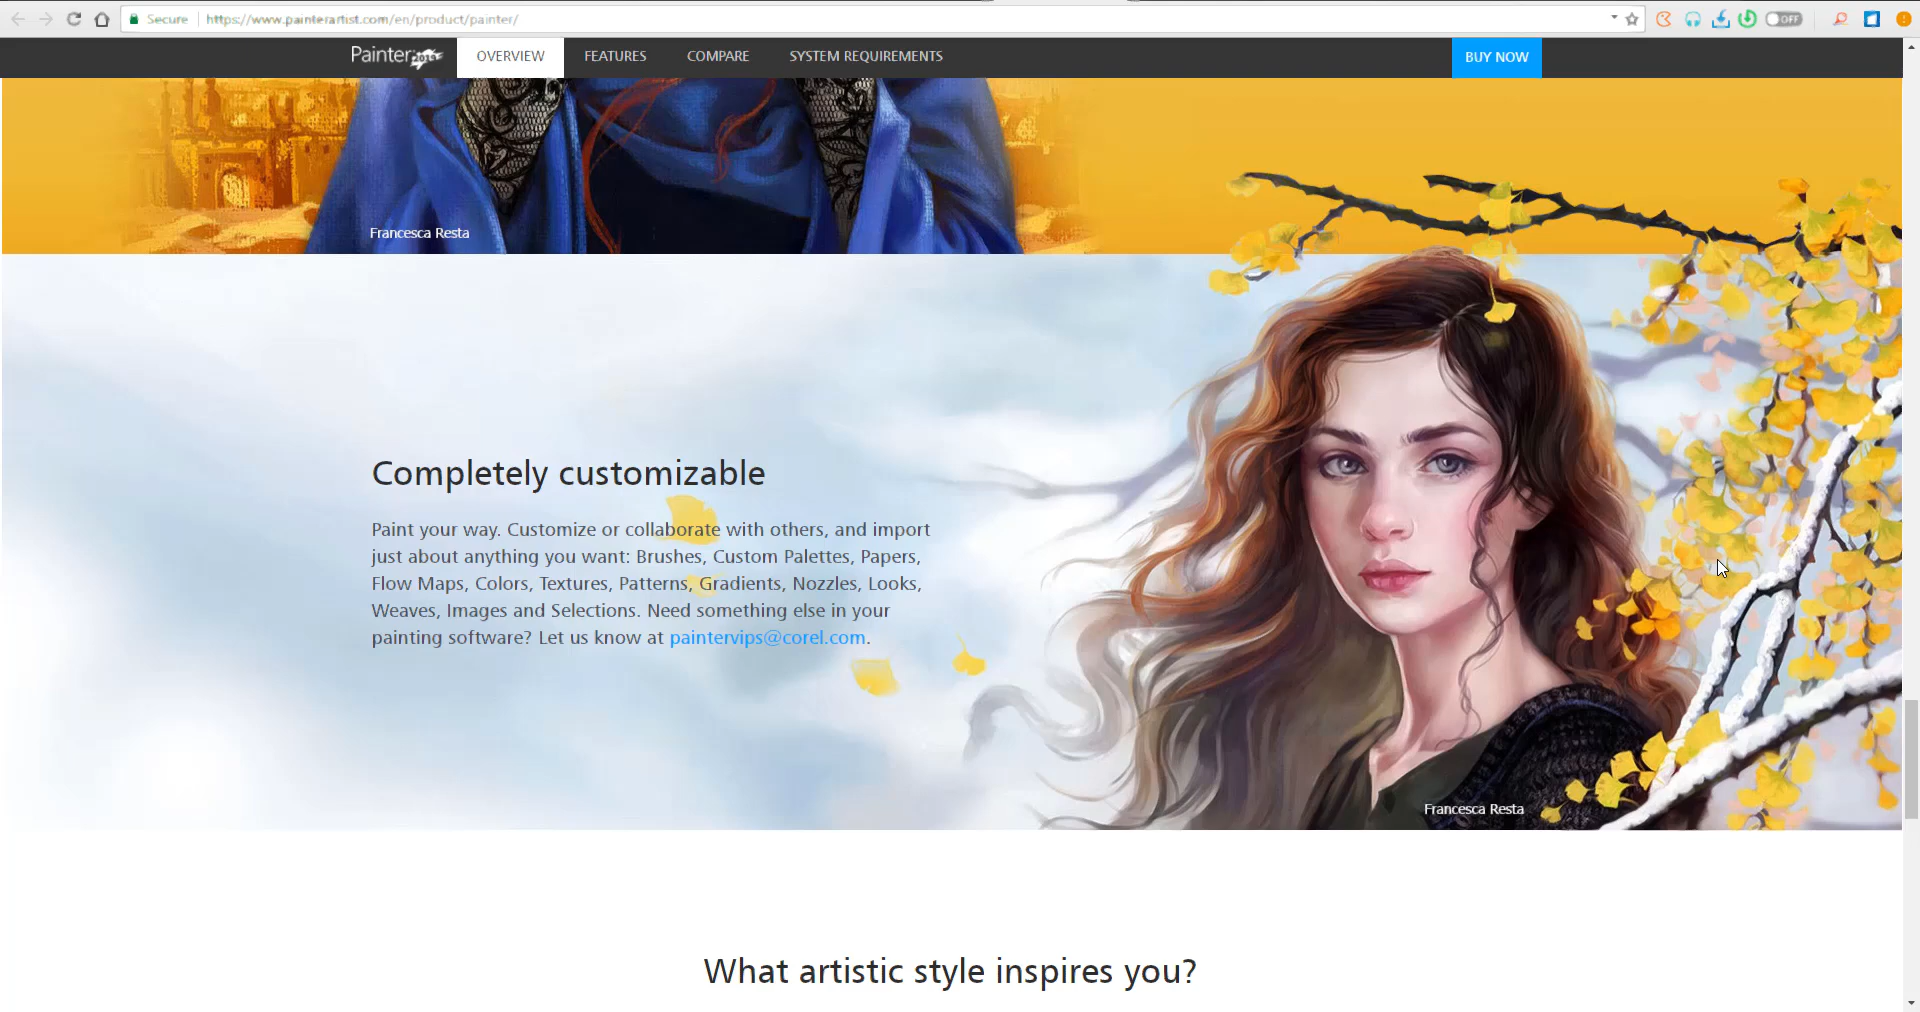 Secure https://www.painterartist.com/en/product/painter/
OFF
Painter 2019 OVERVIEW FEATURES COMPARE SYSTEM REQUIREMENTS BUY NOW
Francesca Resta
Completely customizable
Paint your way. Customize or collaborate with others, and import
just about anything you want: Brushes, Custom Palettes, Papers,
Flow Maps, Colors, Textures, Patterns, Gradients, Nozzles, Looks,
Weaves, Images and Selections. Need something else in your
painting software? Let us know at paintervips@corel.com.
Francesca Resta
What artistic style inspires you?